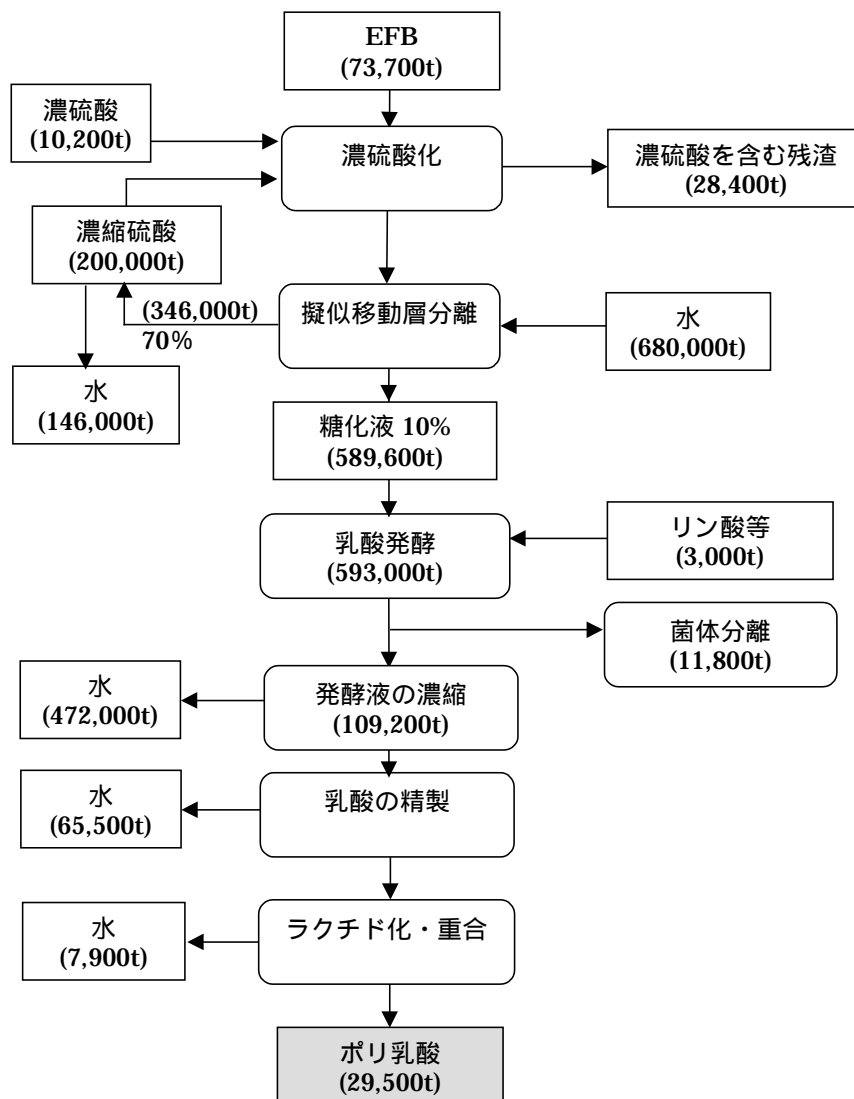 EFB
(73,700t)
濃硫酸
(10,200t)
濃硫酸化
濃硫酸を含む残渣
(28,400t)
濃縮硫酸
(200,000t)
(346,000t)
70%
擬似移動層分離
水
(680,000t)
水
(146,000t)
糖化液 10%
(589,600t)
乳酸発酵
(593,000t)
リン酸等
(3,000t)
菌体分離
(11,800t)
水
(472,000t)
発酵液の濃縮
(109,200t)
水
(65,500t)
乳酸の精製
水
(7,900t)
ラクチド化・重合
ポリ乳酸
(29,500t)